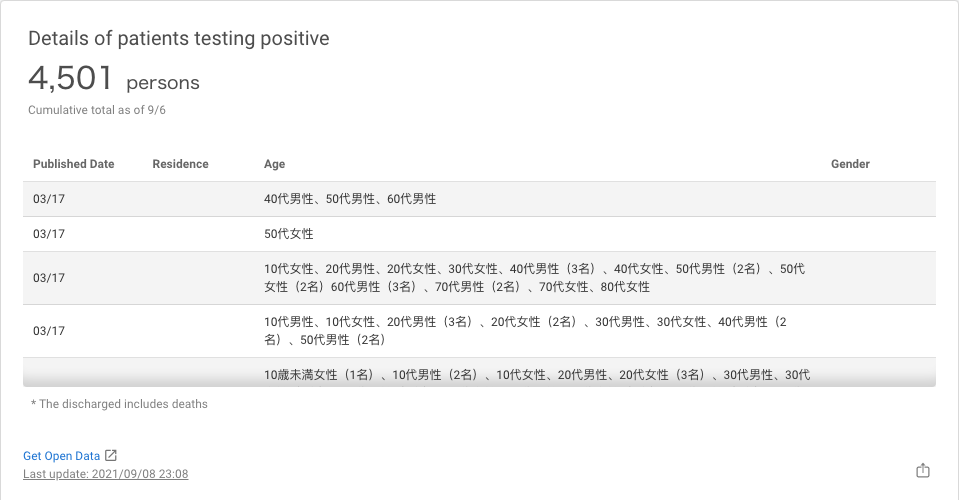 Details of patients testing positive
4,501 persons
Cumulative total as of 9/6
Published Date Residence Age Gender
03/17 40代男性、50代男性、60代男性
03/17 50代女性
10代女性、20代男性、20代女性、30代女性、40代男性（3名）、40代女性、50代男性（2名）、50代
03/17
女性（2名）60代男性（3名）、70代男性（2名）、70代女性、80代女性
10代男性、10代女性、20代男性（3名）、20代女性（2名）、30代男性、30代女性、40代男性（2
03/17
名）、50代男性（2名）
10歳未満女性（1名）、10代男性（2名）、10代女性、20代男性、20代女性（3名）、30代男性、30代
* The discharged includes deaths
Get Open Data
Last update: 2021/09/08 23:08